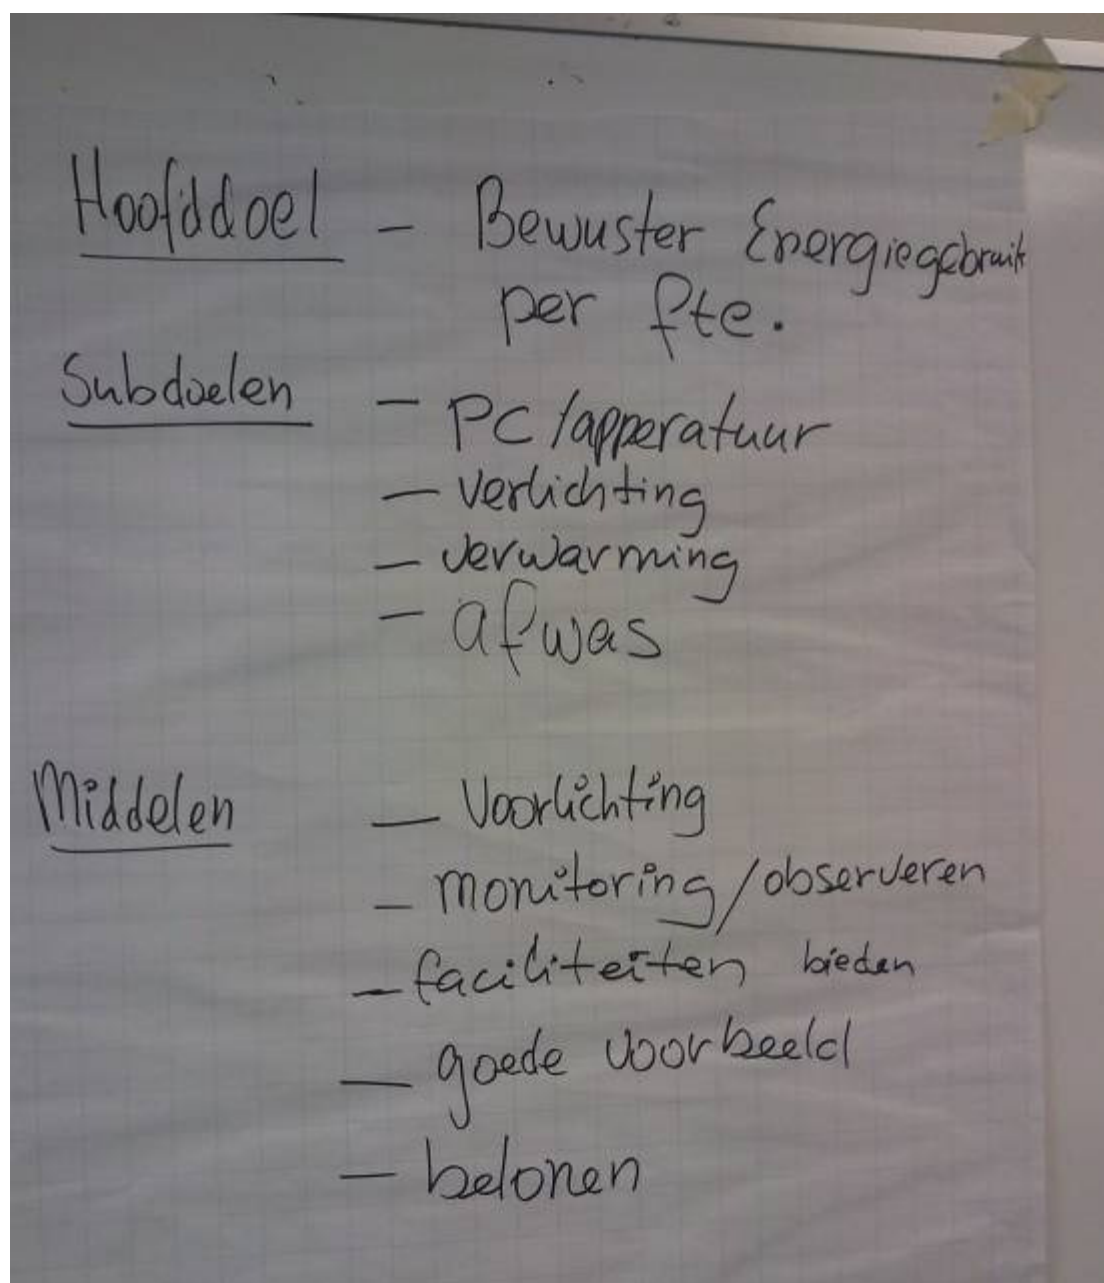 Hoofddoel - Bewuster Energiegebruik
per fte.
Subdoelen - PC/apperatuur
- verlichting
- verwarming
- afwas
Middelen - Voorlichting
- monitoring/observeren
- faciliteiten bieden
- goede voorbeeld
- belonen